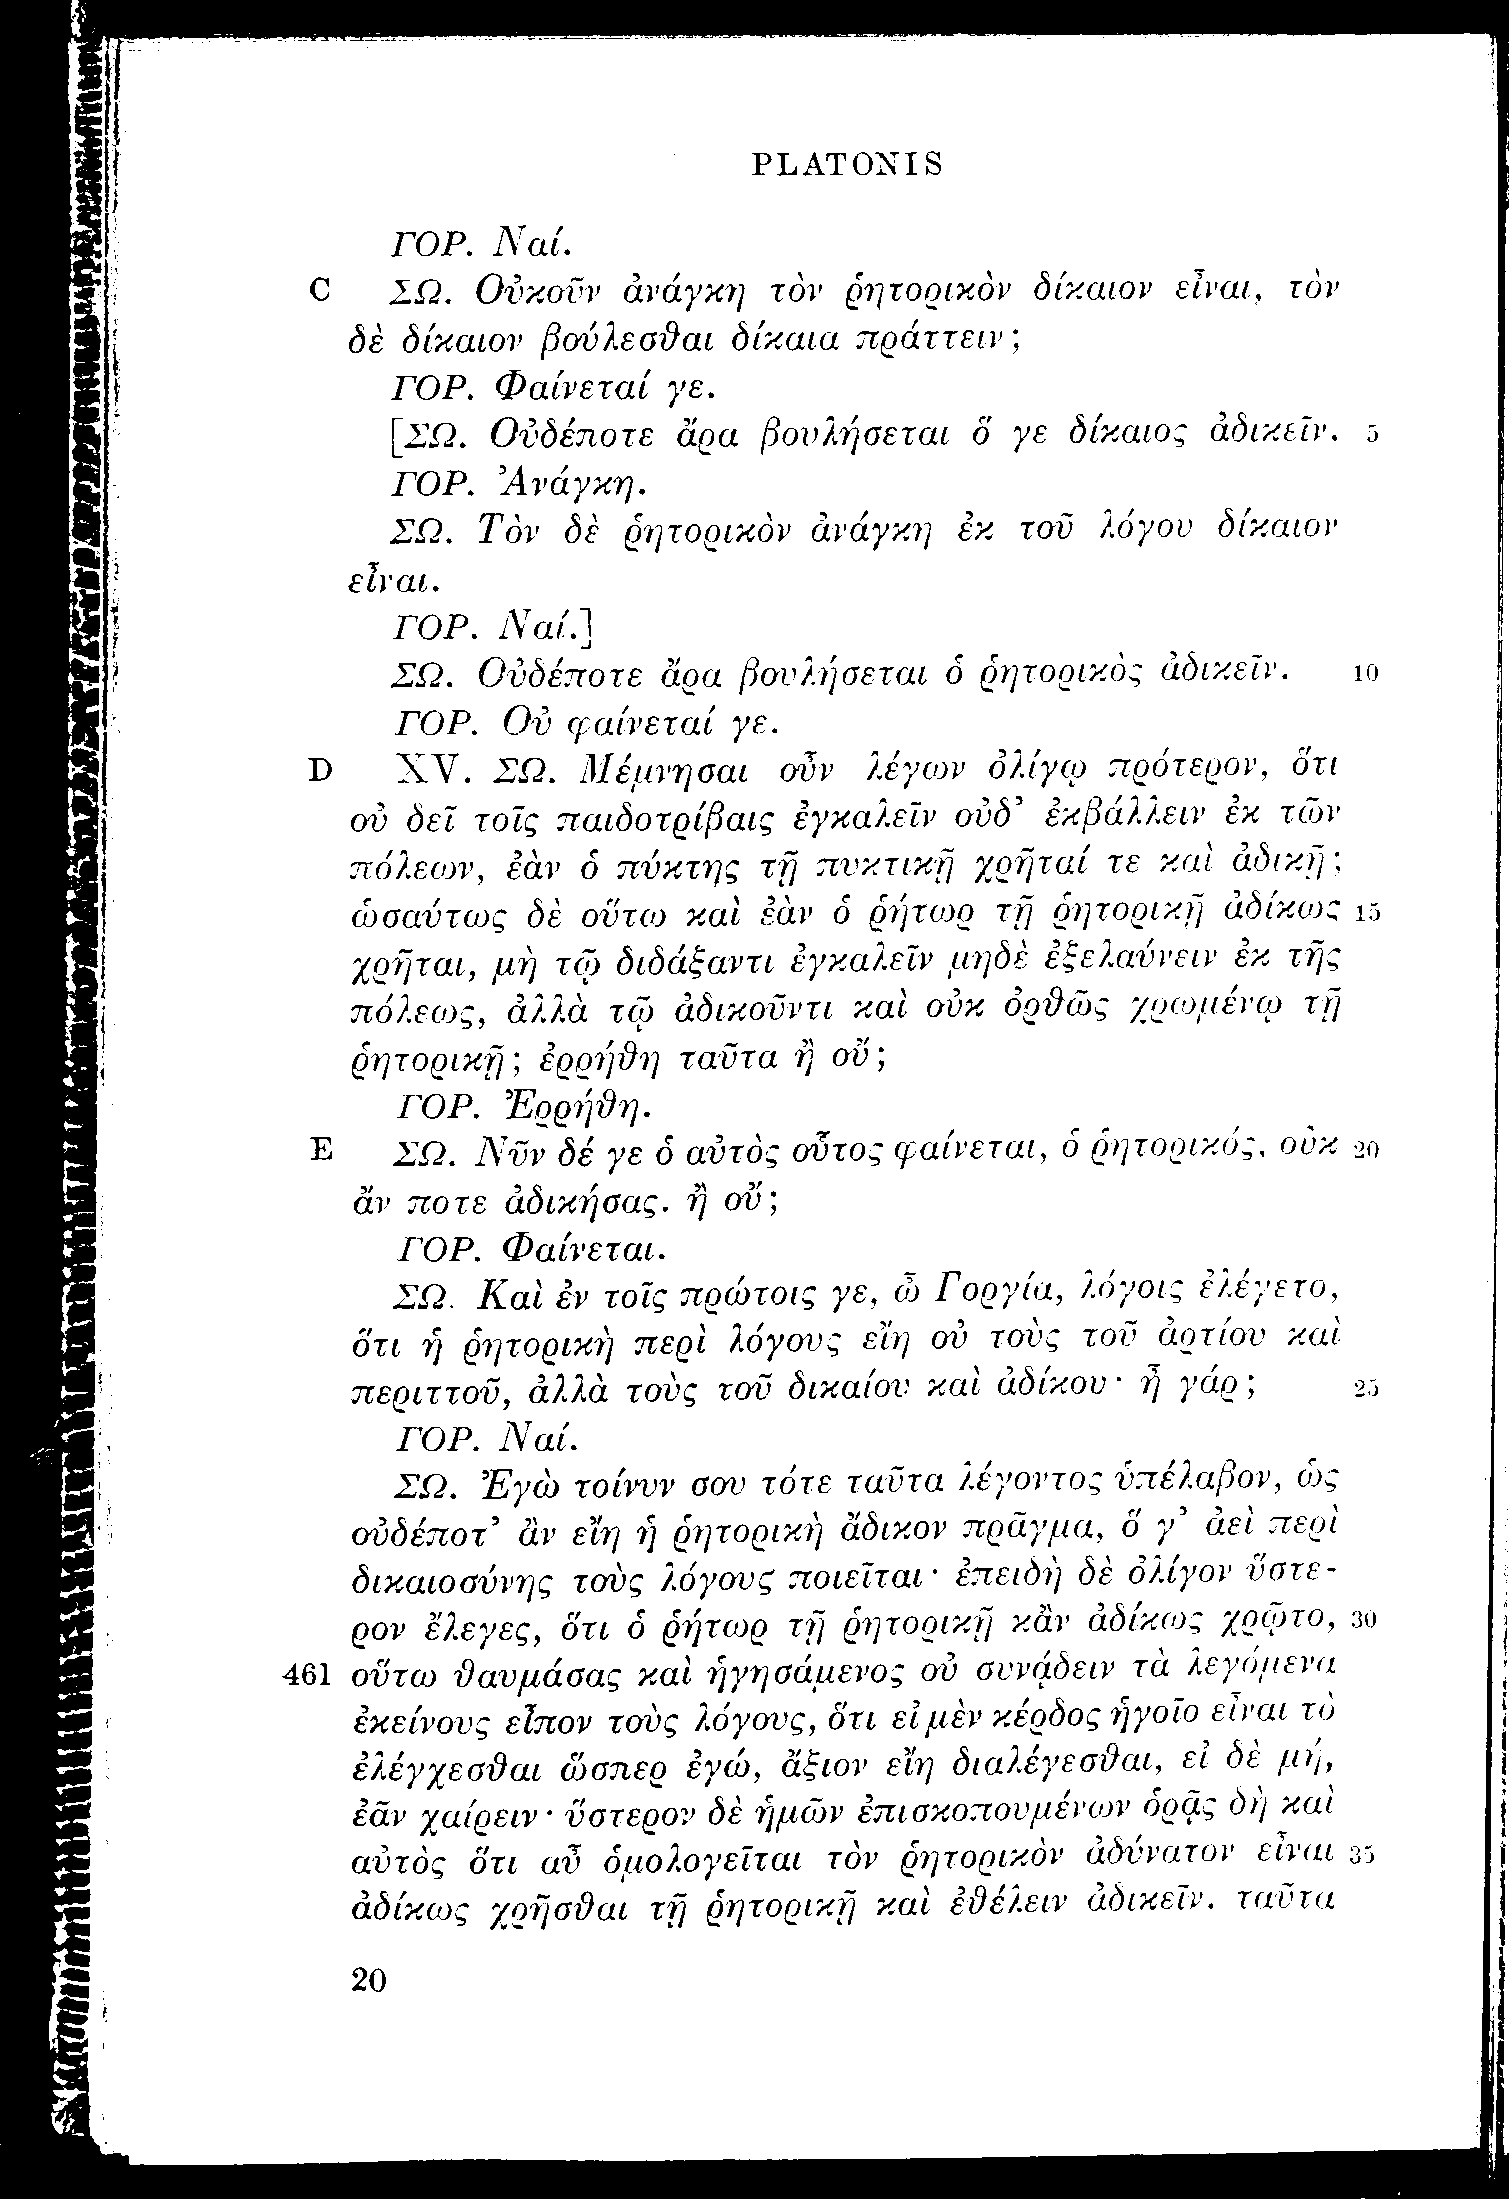 PLATONIS
ΓΟΡ. Ναί.
C ΣΩ. Οὐκοῦν ἀνάγκη τὸν ῥητορικὸν δίκαιον εἶναι, τὸν
δὲ δίκαιον βούλεσθαι δίκαια πράττειν;
ΓΟΡ. Φαίνεταί γε.
[ΣΩ. Οὐδέποτε ἄρα βουλήσεται ὅ γε δίκαιος ἀδικεῖν. 5
ΓΟΡ. Ἀνάγκη.
ΣΩ. Τὸν δὲ ῥητορικὸν ἀνάγκη ἐκ τοῦ λόγου δίκαιον
εἶναι.
ΓΟΡ. Ναί.]
ΣΩ. Οὐδέποτε ἄρα βουλήσεται ὁ ῥητορικὸς ἀδικεῖν. 10
ΓΟΡ. Οὐ φαίνεταί γε.
D XV. ΣΩ. Μέμνησαι οὖν λέγων ὀλίγῳ πρότερον, ὅτι
οὐ δεῖ τοῖς παιδοτρίβαις ἐγκαλεῖν οὐδ’ ἐκβάλλειν ἐκ τῶν
πόλεων, ἐὰν ὁ πύκτης τῇ πυκτικῇ χρῆταί τε καὶ ἀδικῇ;
ὡσαύτως δὲ οὕτω καὶ ἐὰν ὁ ῥήτωρ τῇ ῥητορικῇ ἀδίκως 15
χρῆται, μὴ τῷ διδάξαντι ἐγκαλεῖν μηδὲ ἐξελαύνειν ἐκ τῆς
πόλεως, ἀλλὰ τῷ ἀδικοῦντι καὶ οὐκ ὀρθῶς χρωμένῳ τῇ
ῥητορικῇ; ἐρρήθη ταῦτα ἢ οὔ;
ΓΟΡ. Ἐρρήθη.
E ΣΩ. Νῦν δέ γε ὁ αὐτὸς οὗτος φαίνεται, ὁ ῥητορικός, οὐκ 20
ἄν ποτε ἀδικήσας. ἢ οὔ;
ΓΟΡ. Φαίνεται.
ΣΩ. Καὶ ἐν τοῖς πρώτοις γε, ὦ Γοργία, λόγοις ἐλέγετο,
ὅτι ἡ ῥητορικὴ περὶ λόγους εἴη οὐ τοὺς τοῦ ἀρτίου καὶ
περιττοῦ, ἀλλὰ τοὺς τοῦ δικαίου καὶ ἀδίκου· ἦ γάρ; 25
ΓΟΡ. Ναί.
ΣΩ. Ἐγὼ τοίνυν σου τότε ταῦτα λέγοντος ὑπέλαβον, ὡς
οὐδέποτ’ ἂν εἴη ἡ ῥητορικὴ ἄδικον πρᾶγμα, ὅ γ’ ἀεὶ περὶ
δικαιοσύνης τοὺς λόγους ποιεῖται· ἐπειδὴ δὲ ὀλίγον ὕστε-
ρον ἔλεγες, ὅτι ὁ ῥήτωρ τῇ ῥητορικῇ κἂν ἀδίκως χρῷτο, 30
461 οὕτω θαυμάσας καὶ ἡγησάμενος οὐ συνᾴδειν τὰ λεγόμενα
ἐκείνους εἶπον τοὺς λόγους, ὅτι εἰ μὲν κέρδος ἡγοῖο εἶναι τὸ
ἐλέγχεσθαι ὥσπερ ἐγώ, ἄξιον εἴη διαλέγεσθαι, εἰ δὲ μή,
ἐᾶν χαίρειν· ὕστερον δὲ ἡμῶν ἐπισκοπουμένων ὁρᾷς δὴ καὶ
αὐτὸς ὅτι αὖ ὁμολογεῖται τὸν ῥητορικὸν ἀδύνατον εἶναι 35
ἀδίκως χρῆσθαι τῇ ῥητορικῇ καὶ ἐθέλειν ἀδικεῖν. ταῦτα
20